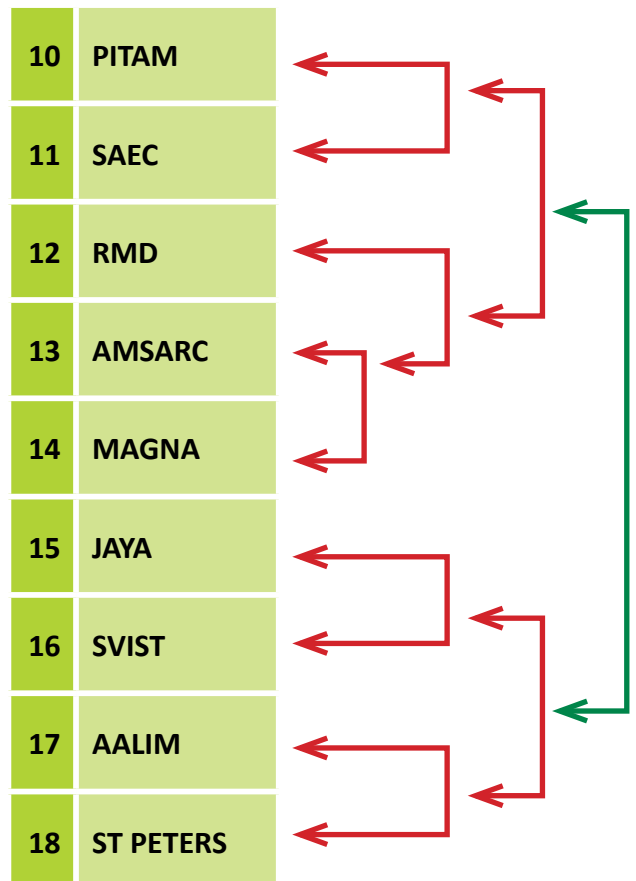 10 PITAM
11 SAEC
12 RMD
13 AMSARC
14 MAGNA
15 JAYA
16 SVIST
17 AALIM
18 ST PETERS